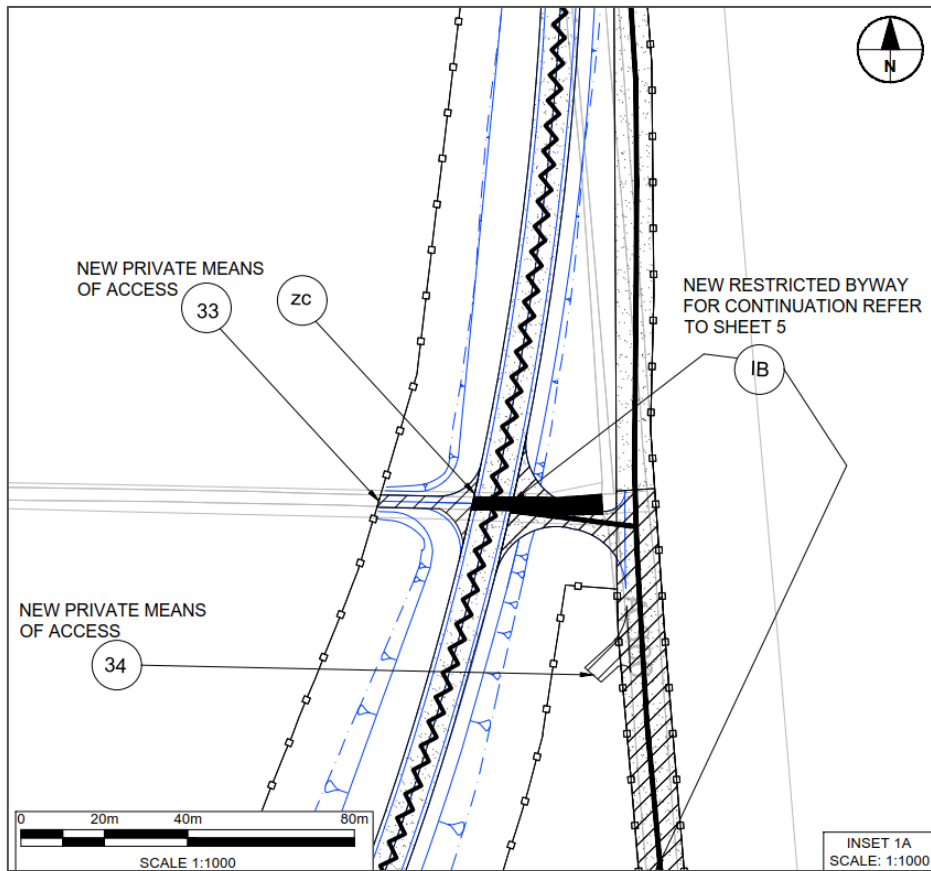 N
NEW PRIVATE MEANS
OF ACCESS
33
zc
NEW RESTRICTED BYWAY
FOR CONTINUATION REFER
TO SHEET 5
IB
NEW PRIVATE MEANS
OF ACCESS
34
0 20m 40m 80m
SCALE 1:1000
INSET 1A
SCALE: 1:1000